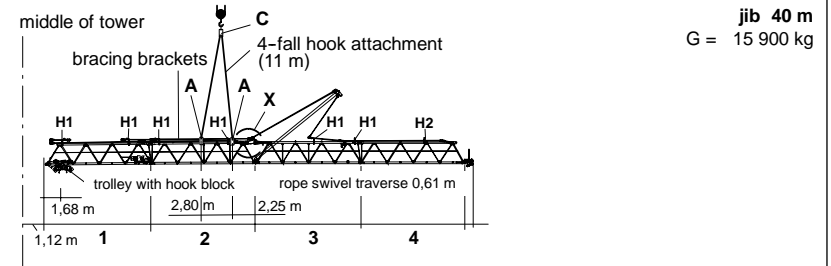 middle of tower
C
jib 40 m
G = 15 900 kg
4-fall hook attachment
(11 m)
bracing brackets
A A X
H1 H1 H1 H1 H1 H1 H2
trolley with hook block rope swivel traverse 0,61 m
1,68 m 2,80 m 2,25 m
1,12 m 1 2 3 4